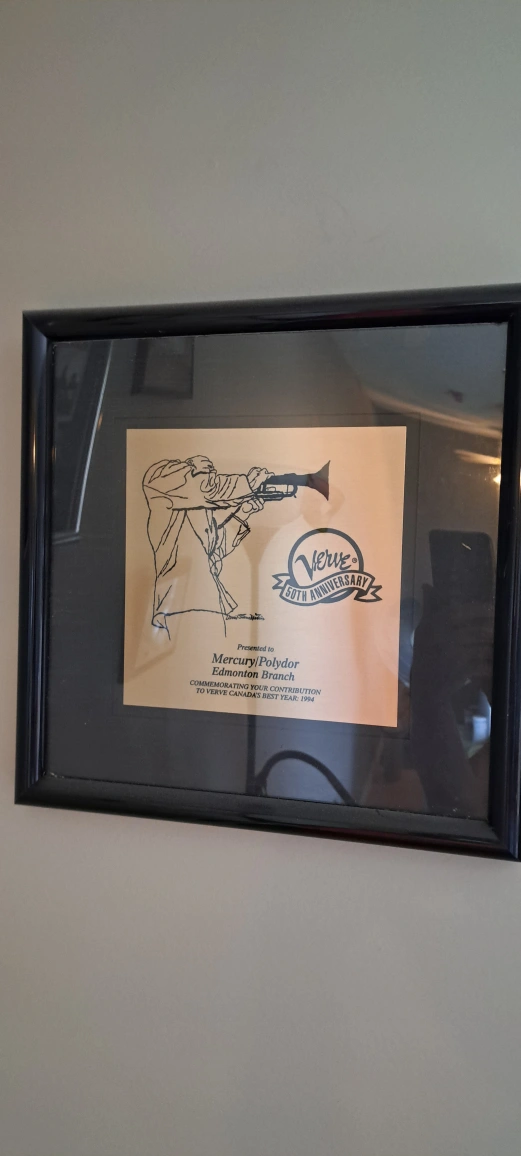 Verve®
50TH ANNIVERSARY
Presented to
Mercury/Polydor
Edmonton Branch
COMMEMORATING YOUR CONTRIBUTION
TO VERVE CANADA'S BEST YEAR: 1994